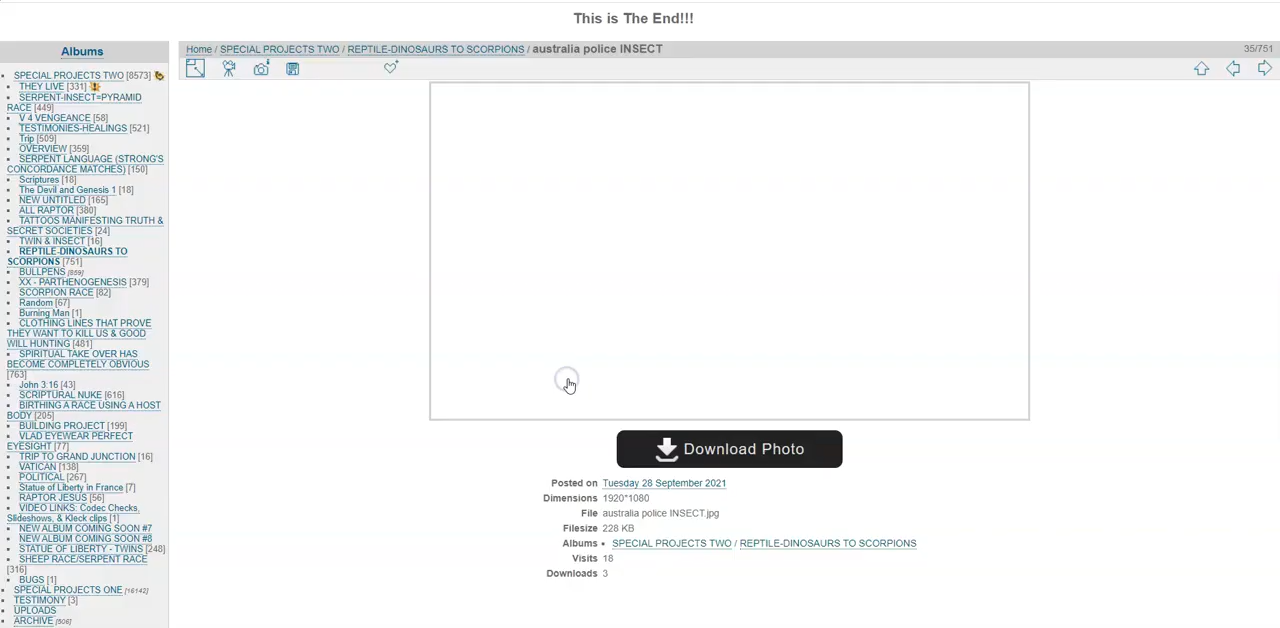 This is The End!!!
Albums
SPECIAL PROJECTS TWO [8573]
THEY LIVE [331]
SERPENT-INSECT=PYRAMID
RACE [449]
V 4 VENGEANCE [58]
TESTIMONIES-HEALINGS [521]
Trip [509]
OVERVIEW [359]
SERPENT LANGUAGE (STRONG'S
CONCORDANCE MATCHES) [150]
Scriptures [18]
The Devil and Genesis 1 [18]
NEW UNTITLED [165]
ALL RAPTOR [380]
TATTOOS MANIFESTING TRUTH &
SECRET SOCIETIES [24]
TWIN & INSECT [16]
REPTILE-DINOSAURS TO
SCORPIONS [751]
BULLPENS [859]
XX - PARTHENOGENESIS [379]
SCORPION RACE [82]
Random [67]
Burning Man [1]
CLOTHING LINES THAT PROVE
THEY WANT TO KILL US & GOOD
WILL HUNTING [481]
SPIRITUAL TAKE OVER HAS
BECOME COMPLETELY OBVIOUS
[763]
John 3:16 [43]
SCRIPTURAL NUKE [616]
BIRTHING A RACE USING A HOST
BODY [205]
BUILDING PROJECT [199]
VLAD EYEWEAR PERFECT
EYESIGHT [77]
TRIP TO GRAND JUNCTION [16]
VATICAN [138]
POLITICAL [267]
Statue of Liberty in France [7]
RAPTOR JESUS [56]
VIDEO LINKS: Codec Checks,
Slideshows, & Kleck clips [1]
NEW ALBUM COMING SOON #7
NEW ALBUM COMING SOON #8
STATUE OF LIBERTY - TWINS [248]
SHEEP RACE/SERPENT RACE
[316]
BUGS [1]
SPECIAL PROJECTS ONE [16142]
TESTIMONY [3]
UPLOADS
ARCHIVE [506]
Home / SPECIAL PROJECTS TWO / REPTILE-DINOSAURS TO SCORPIONS / australia police INSECT
35/751
Download Photo
Posted on Tuesday 28 September 2021
Dimensions 1920*1080
File australia police INSECT.jpg
Filesize 228 KB
Albums • SPECIAL PROJECTS TWO / REPTILE-DINOSAURS TO SCORPIONS
Visits 18
Downloads 3